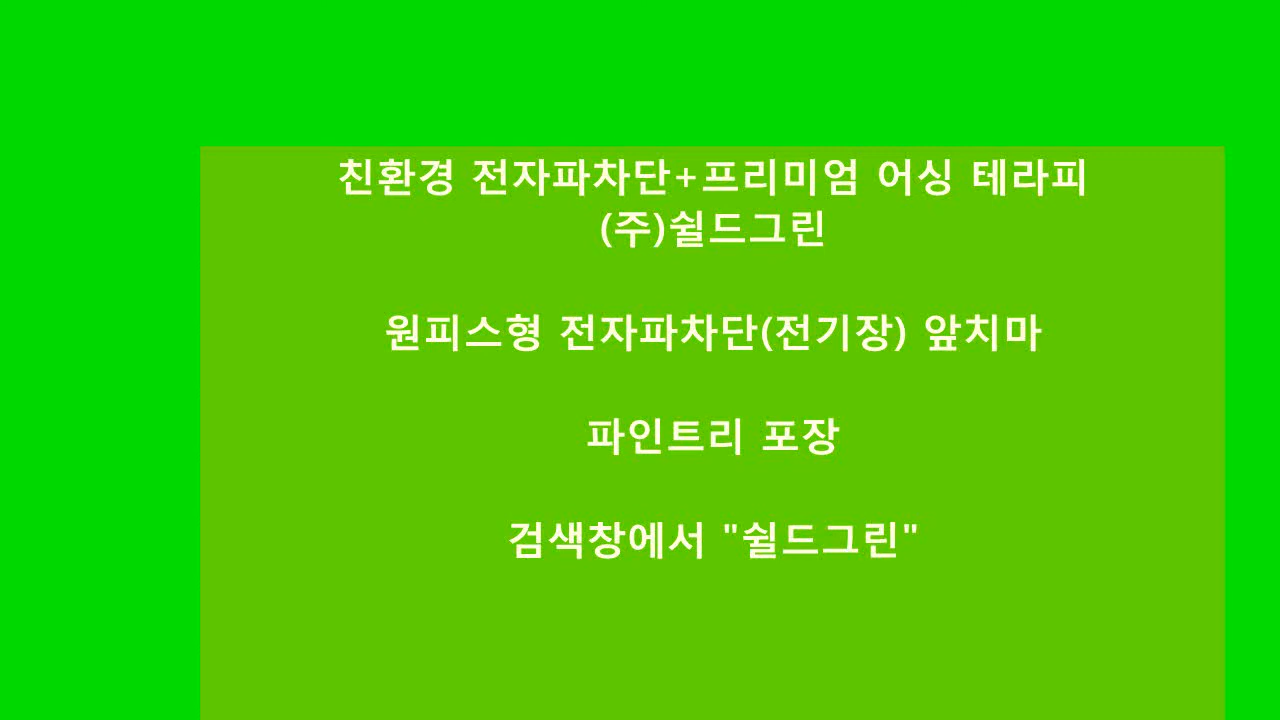 친환경 전자파차단+프리미엄 어싱 테라피
(주)쉴드그린
원피스형 전자파차단(전기장) 앞치마
파인트리 포장
검색창에서 "쉴드그린"